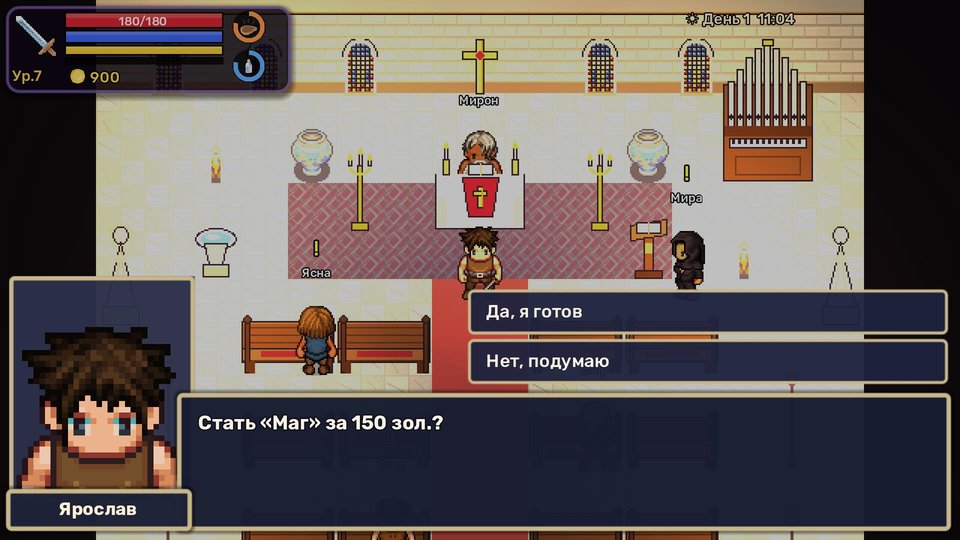 180/180
Ур.7
900
День 1 11:04
Мирон
!
Мира
!
Ясна
Да, я готов
Нет, подумаю
Стать «Маг» за 150 зол.?
Ярослав